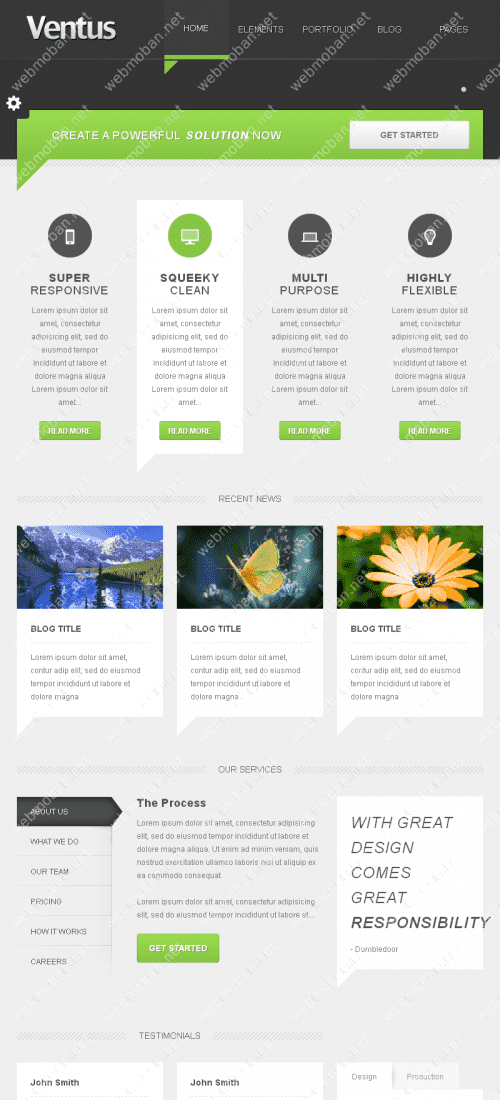 Ventus
HOME ELEMENTS PORTFOLIO BLOG PAGES
CREATE A POWERFUL SOLUTION NOW
GET STARTED
SUPER
RESPONSIVE
Lorem ipsum dolor sit
amet, consectetur
adipisicing elit, sed do
eiusmod tempor
incididunt ut labore et
dolore magna aliqua
Lorem ipsum dolor sit
amet...
READ MORE
SQUEEKY
CLEAN
Lorem ipsum dolor sit
amet, consectetur
adipisicing elit, sed do
eiusmod tempor
incididunt ut labore et
dolore magna aliqua
Lorem ipsum dolor sit
amet...
READ MORE
MULTI
PURPOSE
Lorem ipsum dolor sit
amet, consectetur
adipisicing elit, sed do
eiusmod tempor
incididunt ut labore et
dolore magna aliqua
Lorem ipsum dolor sit
amet...
READ MORE
HIGHLY
FLEXIBLE
Lorem ipsum dolor sit
amet, consectetur
adipisicing elit, sed do
eiusmod tempor
incididunt ut labore et
dolore magna aliqua
Lorem ipsum dolor sit
amet...
READ MORE
RECENT NEWS
BLOG TITLE
Lorem ipsum dolor sit amet,
contur adip elit, sed do eiusmod
tempor incididunt ut labore et
dolore magna
BLOG TITLE
Lorem ipsum dolor sit amet,
contur adip elit, sed do eiusmod
tempor incididunt ut labore et
dolore magna
BLOG TITLE
Lorem ipsum dolor sit amet,
contur adip elit, sed do eiusmod
tempor incididunt ut labore et
dolore magna
OUR SERVICES
ABOUT US
WHAT WE DO
OUR TEAM
PRICING
HOW IT WORKS
CAREERS
The Process
Lorem ipsum dolor sit amet, consectetur adipisicing
elit, sed do eiusmod tempor incididunt ut labore et
dolore magna aliqua. Ut enim ad minim veniam, quis
nostrud exercitation ullamco laboris nisi ut aliquip ex
ea commodo consequat.
Lorem ipsum dolor sit amet, consectetur adipisicing
elit, sed do eiusmod tempor incididunt ut labore et...
GET STARTED
WITH GREAT
DESIGN
COMES
GREAT
RESPONSIBILITY
- Dumbledoor
TESTIMONIALS
John Smith
John Smith
Design Production
webmoban.net